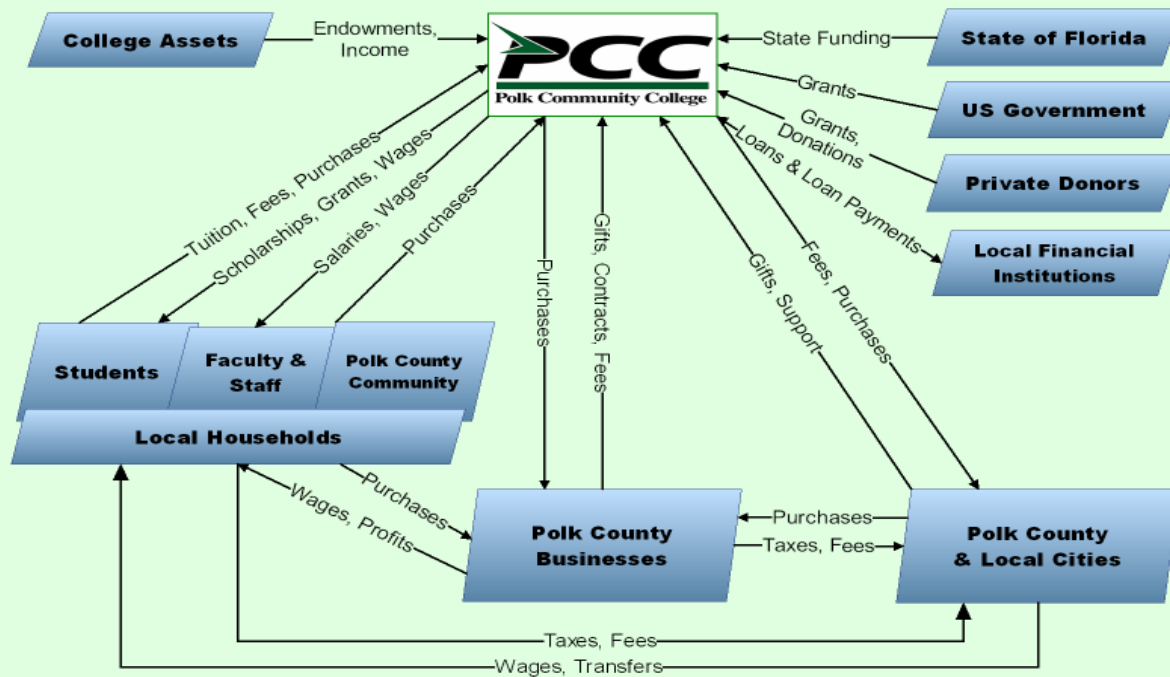 College Assets
Endowments,
Income
PCC
Polk Community College
State Funding
State of Florida
Grants
US Government
Grants,
Donations
Private Donors
Loans & Loan Payments
Local Financial
Institutions
Tuition, Fees, Purchases
Scholarships, Grants, Wages
Salaries, Wages
Purchases
Purchases
Gifts, Contracts, Fees
Gifts, Support
Fees, Purchases
Students
Faculty &
Staff
Polk County
Community
Local Households
Purchases
Wages, Profits
Polk County
Businesses
Purchases
Taxes, Fees
Polk County
& Local Cities
Taxes, Fees
Wages, Transfers